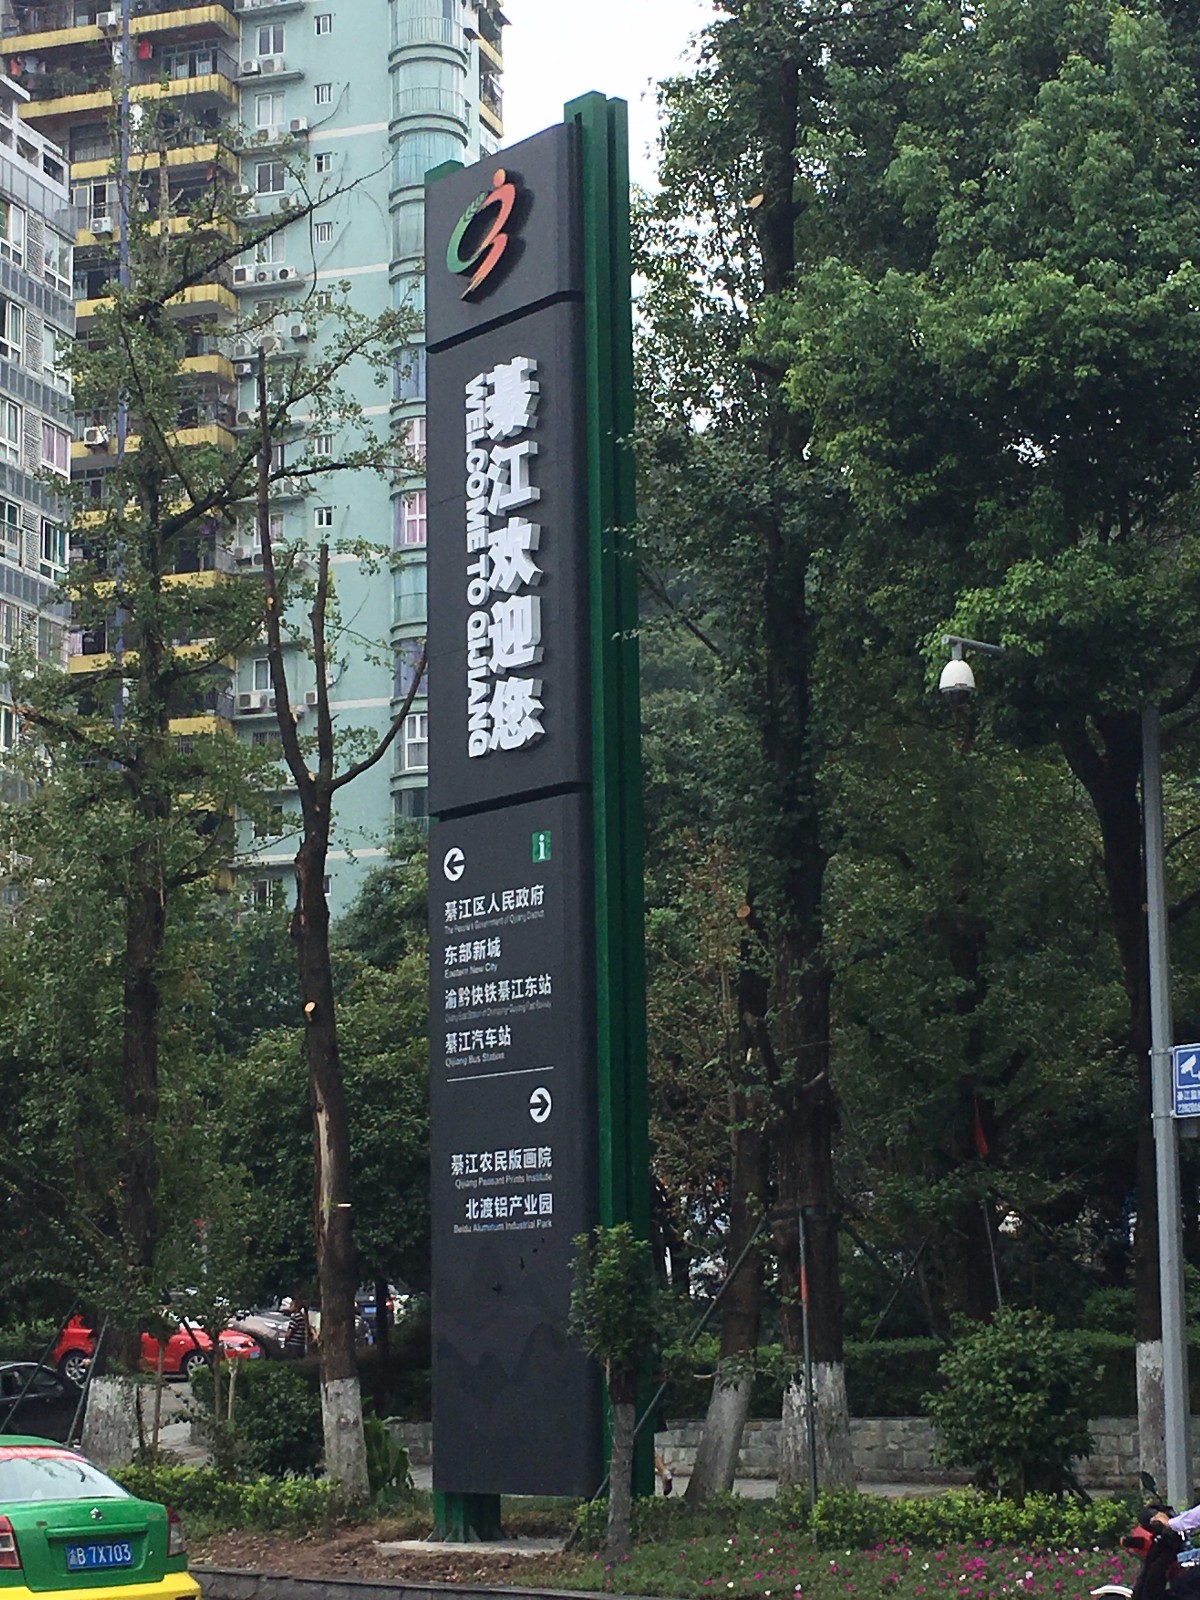 綦江欢迎您
WELCOME TO QIJIANG
i
綦江区人民政府
The People's Government of Qijiang District
东部新城
Eastern New City
渝黔快铁綦江东站
綦江汽车站
Qijiang Bus Station
綦江农民版画院
Qijiang Peasant Prints Institute
北渡铝产业园
Beidu Aluminum Industrial Park
渝B 7X703